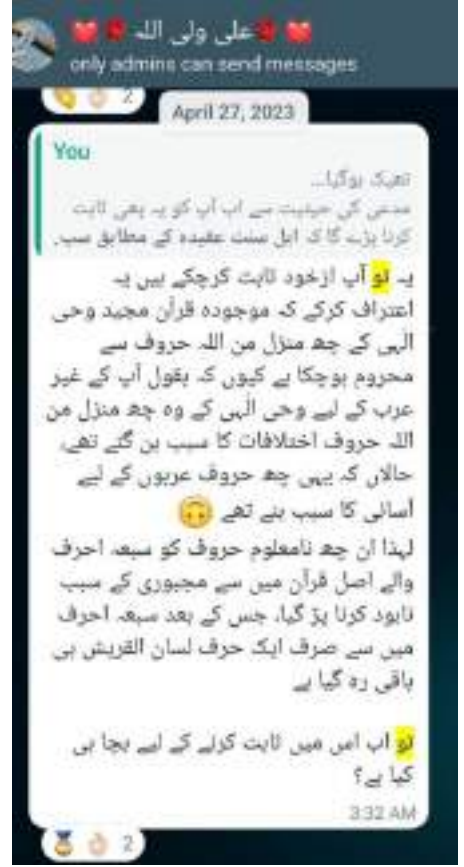 ❤️🌹علی ولی اللہ🌹❤️
only admins can send messages
👌🏻 2
April 27, 2023
You
ٹھیک ہوگیا...
مدعی کی حیثیت سے اب آپ کو یہ بھی ثابت
کرنا پڑے گا کہ اہل سنت عقیدہ کے مطابق سب.
یہ تو آپ ازخود ثابت کرچکے ہیں یہ
اعتراف کرکے کہ موجودہ قرآن مجید وحی
الٰہی کے چھ منزل من اللہ حروف سے
محروم ہوچکا ہے کیوں کہ بقول آپ کے غیر
عرب کے لیے وحی الٰہی کے وہ چھ منزل من
اللہ حروف اختلافات کا سبب بن گئے تھے،
حالاں کہ یہی چھ حروف عربوں کے لیے
آسانی کا سبب بنے تھے 🙃
لہذا ان چھ نامعلوم حروف کو سبعہ احرف
والے اصل قرآن میں سے مجبوری کے سبب
نابود کرنا پڑ گیا، جس کے بعد سبعہ احرف
میں سے صرف ایک حرف لسان القریش ہی
باقی رہ گیا ہے
تو اب اس میں ثابت کرنے کے لیے بچا ہی
کیا ہے؟
3:32 AM
🏅 👌🏻 2